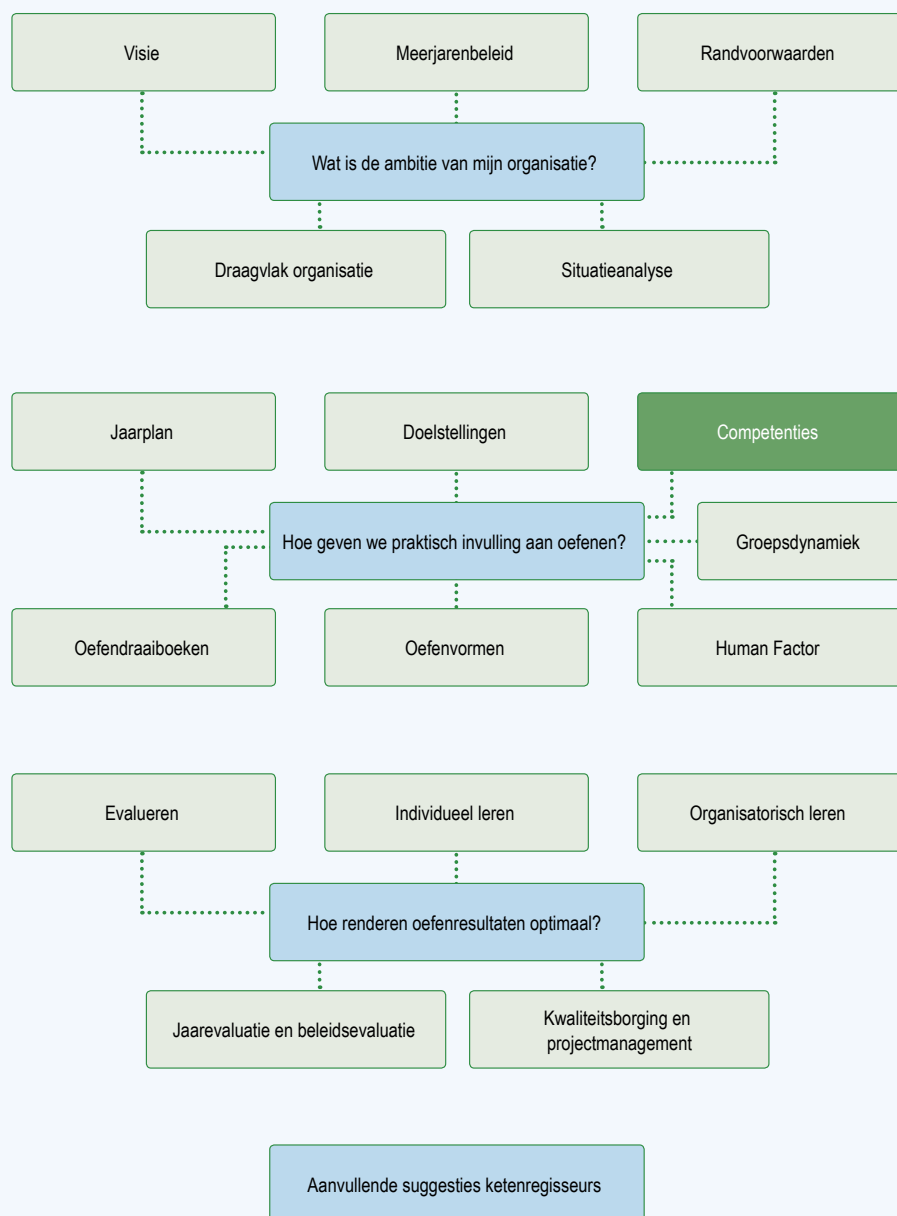 Visie
Meerjarenbeleid
Randvoorwaarden
Wat is de ambitie van mijn organisatie?
Draagvlak organisatie
Situatieanalyse
Jaarplan
Doelstellingen
Competenties
Hoe geven we praktisch invulling aan oefenen?
Groepsdynamiek
Oefendraaiboeken
Oefenvormen
Human Factor
Evalueren
Individueel leren
Organisatorisch leren
Hoe renderen oefenresultaten optimaal?
Jaarevaluatie en beleidsevaluatie
Kwaliteitsborging en
projectmanagement
Aanvullende suggesties ketenregisseurs